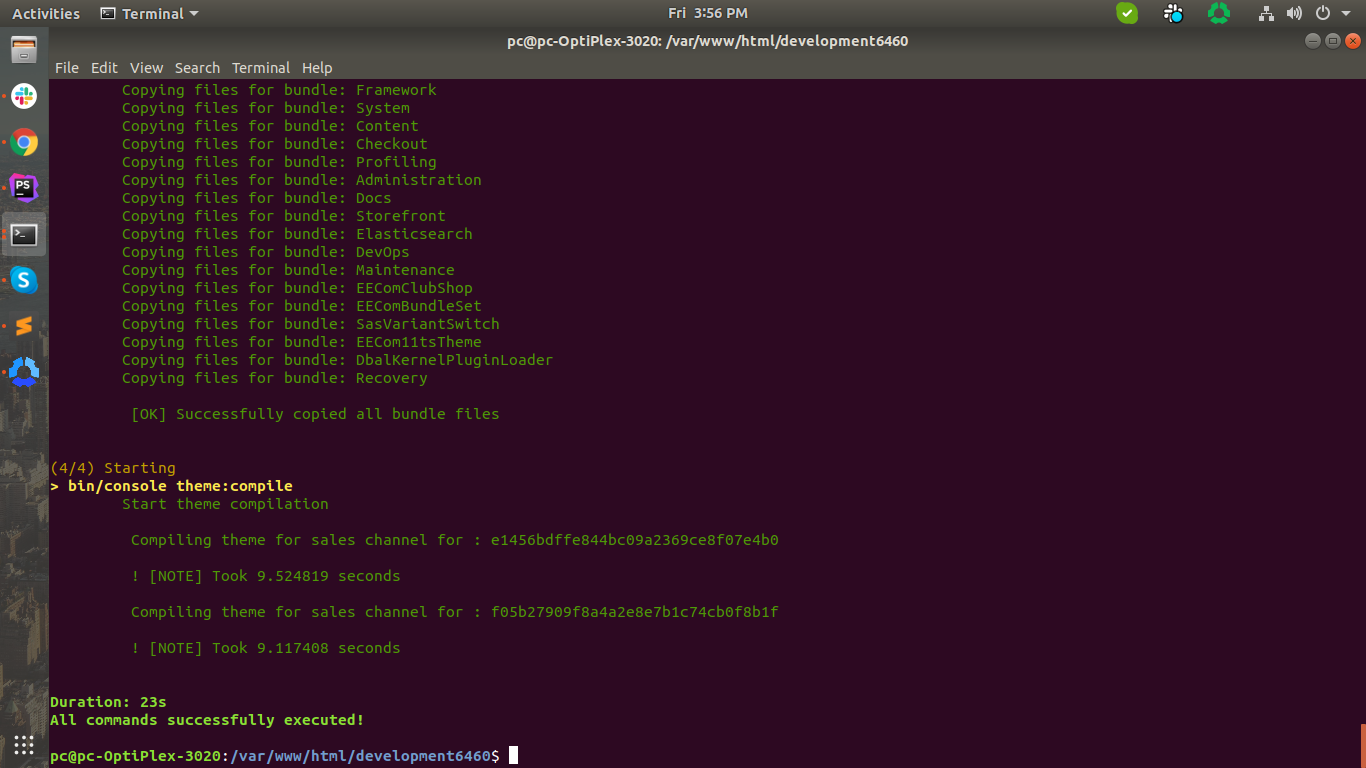 Activities Terminal Fri 3:56 PM
pc@pc-OptiPlex-3020: /var/www/html/development6460
File Edit View Search Terminal Help
Copying files for bundle: Framework
Copying files for bundle: System
Copying files for bundle: Content
Copying files for bundle: Checkout
Copying files for bundle: Profiling
Copying files for bundle: Administration
Copying files for bundle: Docs
Copying files for bundle: Storefront
Copying files for bundle: Elasticsearch
Copying files for bundle: DevOps
Copying files for bundle: Maintenance
Copying files for bundle: EEComClubShop
Copying files for bundle: EEComBundleSet
Copying files for bundle: SasVariantSwitch
Copying files for bundle: EECom11tsTheme
Copying files for bundle: DbalKernelPluginLoader
Copying files for bundle: Recovery
[OK] Successfully copied all bundle files
(4/4) Starting
> bin/console theme:compile
Start theme compilation
Compiling theme for sales channel for : e1456bdffe844bc09a2369ce8f07e4b0
! [NOTE] Took 9.524819 seconds
Compiling theme for sales channel for : f05b27909f8a4a2e8e7b1c74cb0f8b1f
! [NOTE] Took 9.117408 seconds
Duration: 23s
All commands successfully executed!
pc@pc-OptiPlex-3020:/var/www/html/development6460$
PS
S